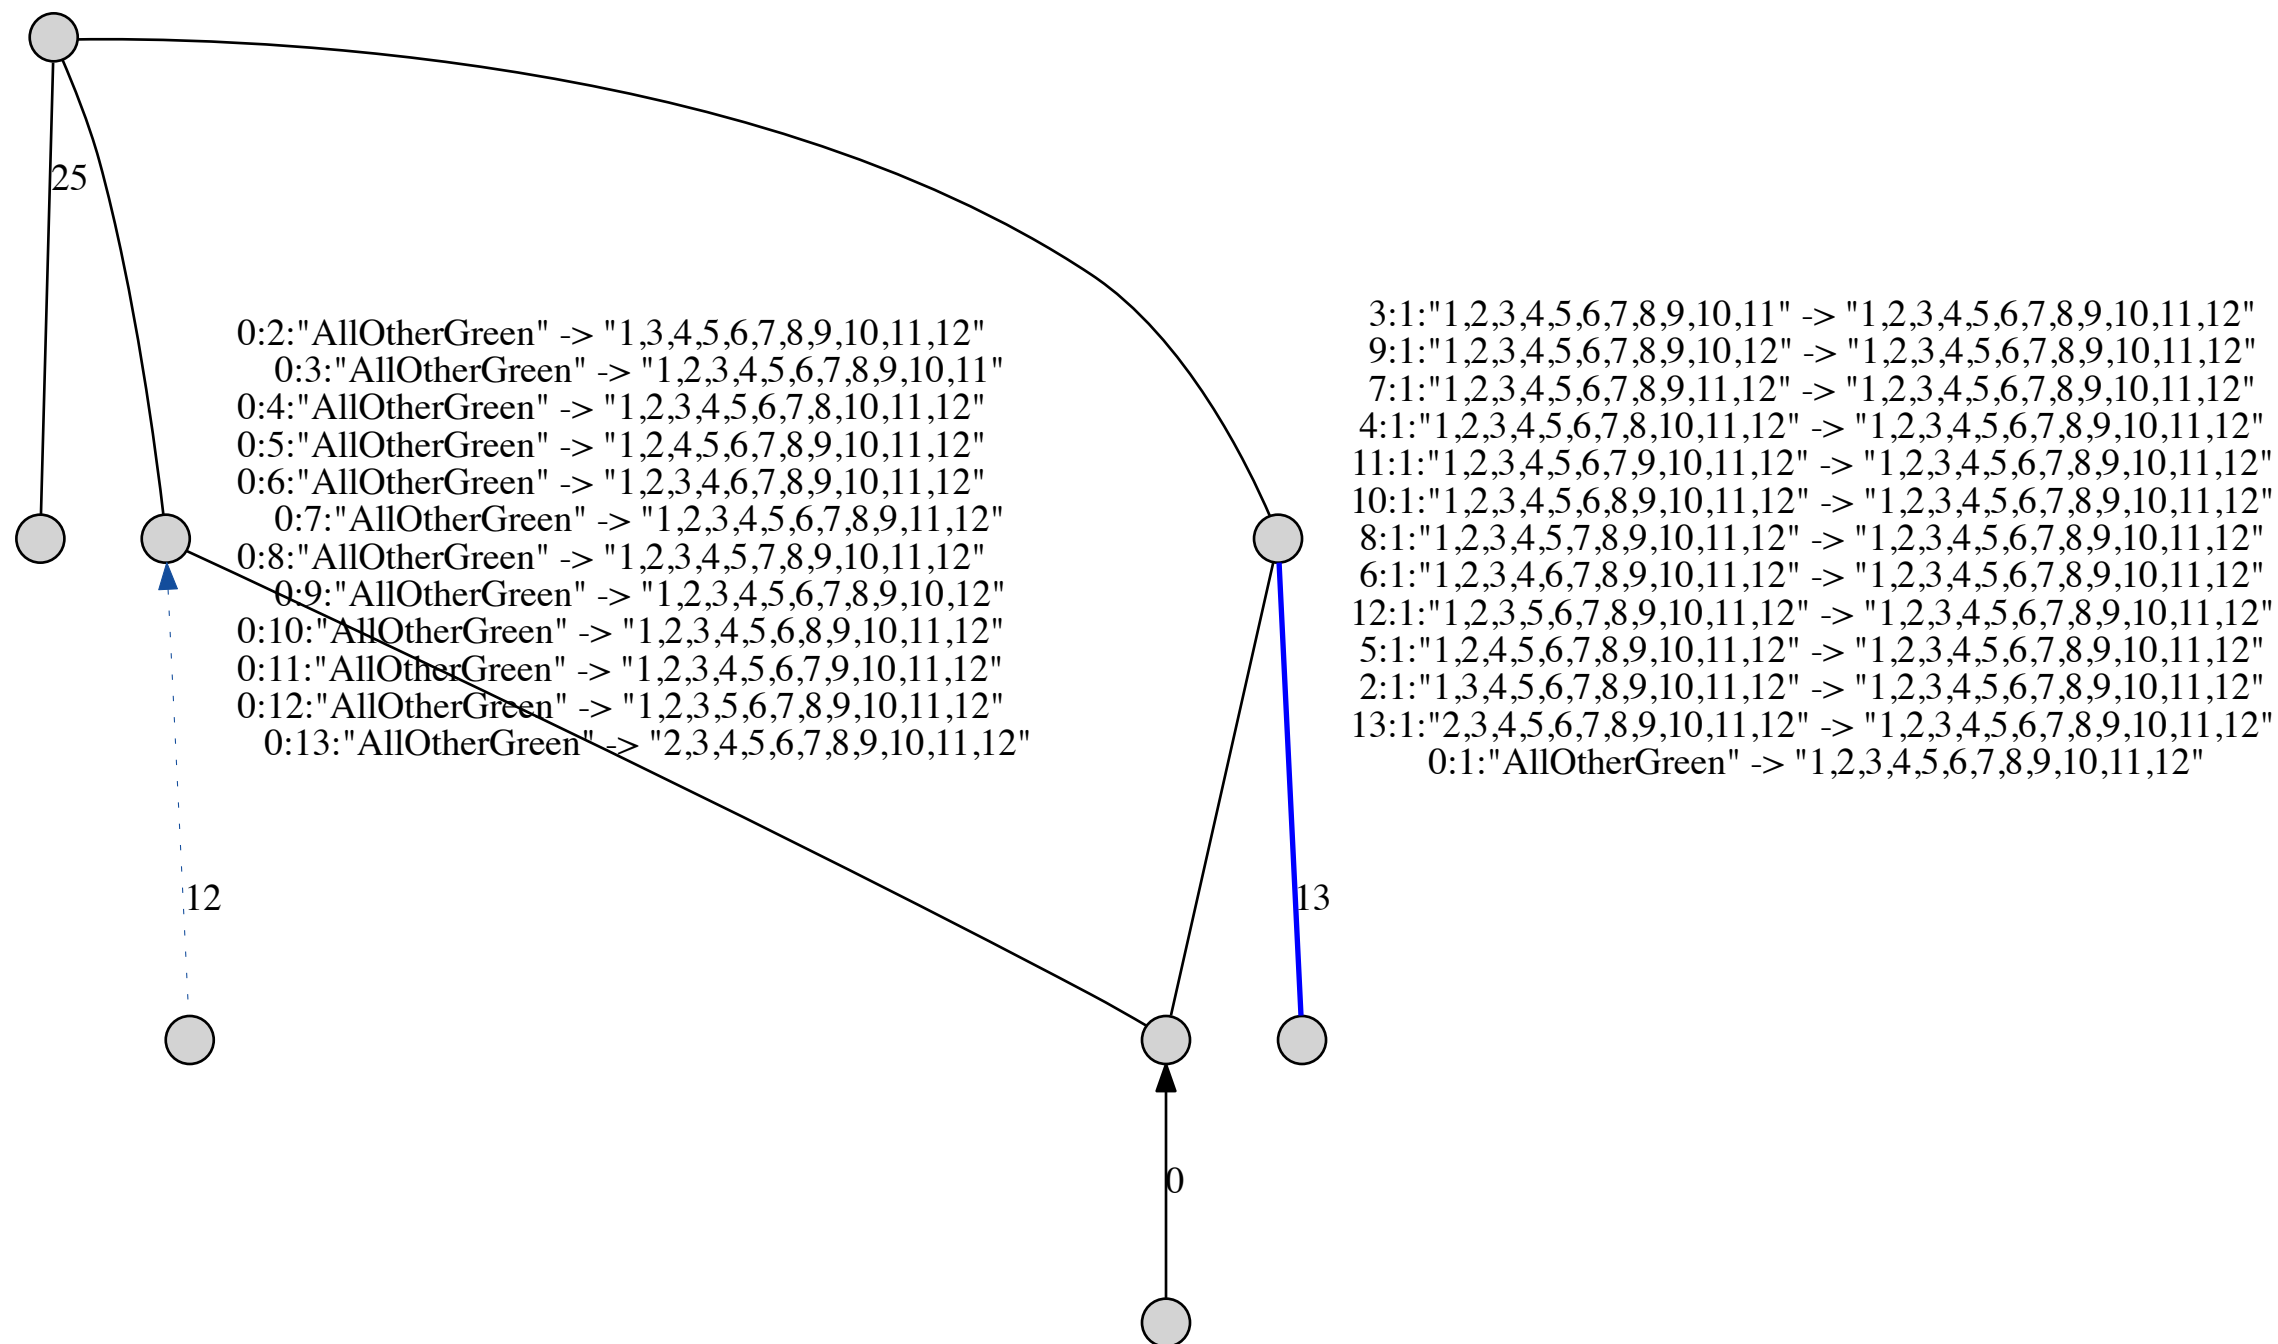 25
0:2:"AllOtherGreen" -> "1,3,4,5,6,7,8,9,10,11,12"
0:3:"AllOtherGreen" -> "1,2,3,4,5,6,7,8,9,10,11"
0:4:"AllOtherGreen" -> "1,2,3,4,5,6,7,8,10,11,12"
0:5:"AllOtherGreen" -> "1,2,4,5,6,7,8,9,10,11,12"
0:6:"AllOtherGreen" -> "1,2,3,4,6,7,8,9,10,11,12"
0:7:"AllOtherGreen" -> "1,2,3,4,5,6,7,8,9,11,12"
0:8:"AllOtherGreen" -> "1,2,3,4,5,7,8,9,10,11,12"
0:9:"AllOtherGreen" -> "1,2,3,4,5,6,7,8,9,10,12"
0:10:"AllOtherGreen" -> "1,2,3,4,5,6,8,9,10,11,12"
0:11:"AllOtherGreen" -> "1,2,3,4,5,6,7,9,10,11,12"
0:12:"AllOtherGreen" -> "1,2,3,5,6,7,8,9,10,11,12"
0:13:"AllOtherGreen" -> "2,3,4,5,6,7,8,9,10,11,12"
3:1:"1,2,3,4,5,6,7,8,9,10,11" -> "1,2,3,4,5,6,7,8,9,10,11,12"
9:1:"1,2,3,4,5,6,7,8,9,10,12" -> "1,2,3,4,5,6,7,8,9,10,11,12"
7:1:"1,2,3,4,5,6,7,8,9,11,12" -> "1,2,3,4,5,6,7,8,9,10,11,12"
4:1:"1,2,3,4,5,6,7,8,10,11,12" -> "1,2,3,4,5,6,7,8,9,10,11,12"
11:1:"1,2,3,4,5,6,7,9,10,11,12" -> "1,2,3,4,5,6,7,8,9,10,11,12"
10:1:"1,2,3,4,5,6,8,9,10,11,12" -> "1,2,3,4,5,6,7,8,9,10,11,12"
8:1:"1,2,3,4,5,7,8,9,10,11,12" -> "1,2,3,4,5,6,7,8,9,10,11,12"
6:1:"1,2,3,4,6,7,8,9,10,11,12" -> "1,2,3,4,5,6,7,8,9,10,11,12"
12:1:"1,2,3,5,6,7,8,9,10,11,12" -> "1,2,3,4,5,6,7,8,9,10,11,12"
5:1:"1,2,4,5,6,7,8,9,10,11,12" -> "1,2,3,4,5,6,7,8,9,10,11,12"
2:1:"1,3,4,5,6,7,8,9,10,11,12" -> "1,2,3,4,5,6,7,8,9,10,11,12"
13:1:"2,3,4,5,6,7,8,9,10,11,12" -> "1,2,3,4,5,6,7,8,9,10,11,12"
0:1:"AllOtherGreen" -> "1,2,3,4,5,6,7,8,9,10,11,12"
12
13
0